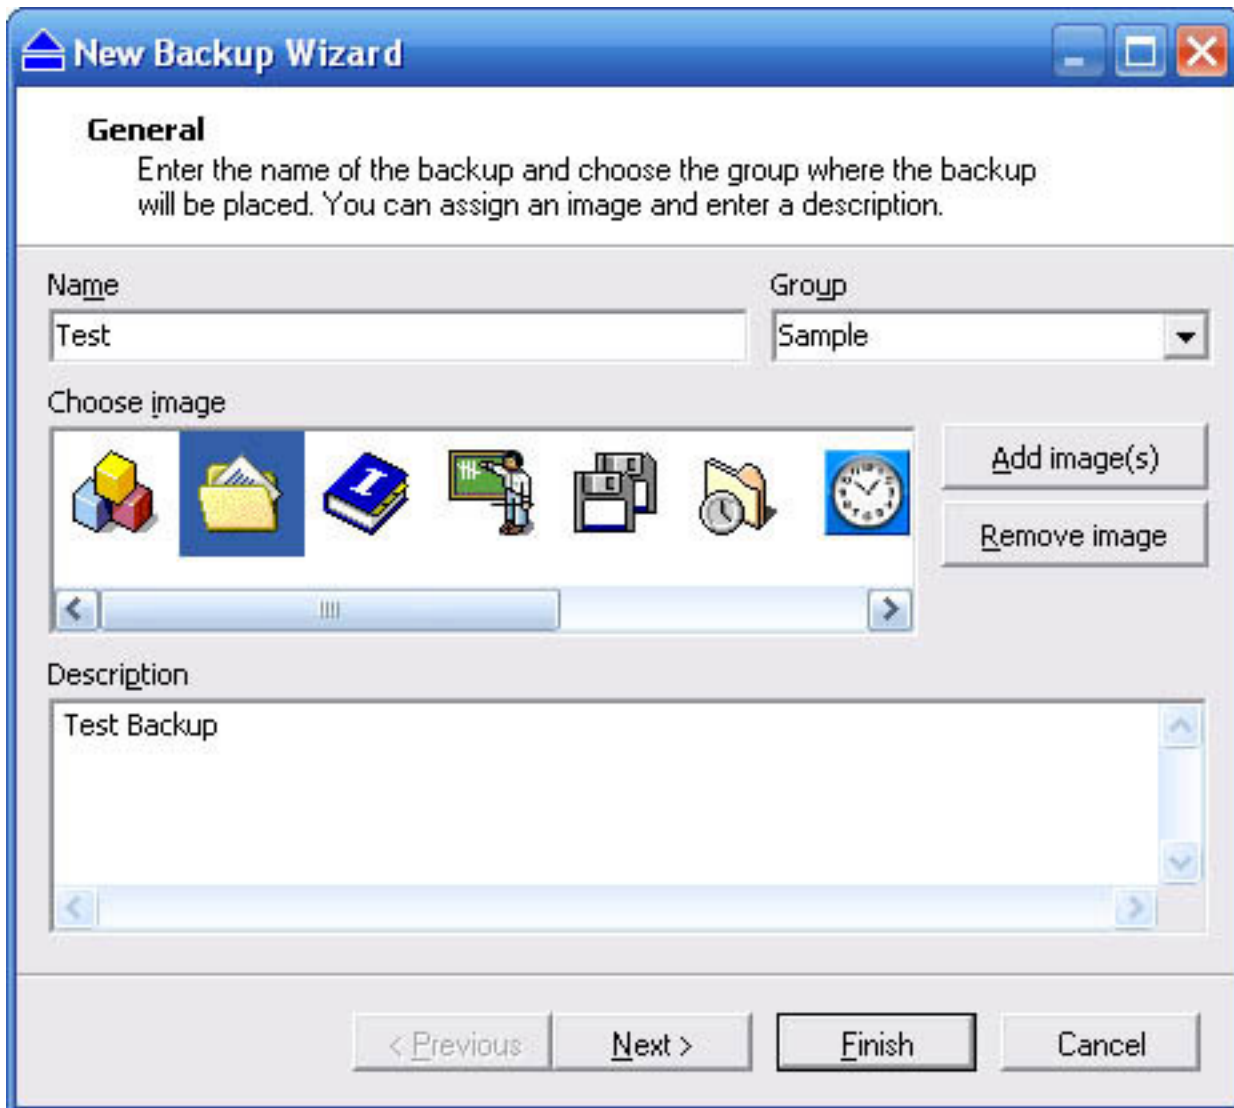 New Backup Wizard
General
Enter the name of the backup and choose the group where the backup
will be placed. You can assign an image and enter a description.
Name
Group
Test
Sample
Choose image
Add image(s)
Remove image
Description
Test Backup
< Previous
Next >
Finish
Cancel